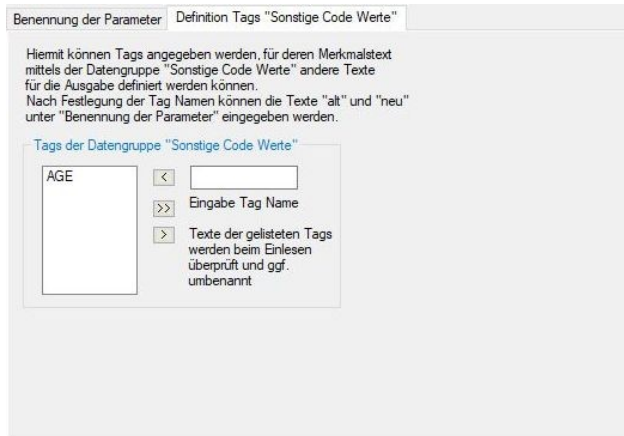 Benennung der Parameter Definition Tags "Sonstige Code Werte"
Hiermit können Tags angegeben werden, für deren Merkmalstext
mittels der Datengruppe "Sonstige Code Werte" andere Texte
für die Ausgabe definiert werden können.
Nach Festlegung der Tag Namen können die Texte "alt" und "neu"
unter "Benennung der Parameter" eingegeben werden.
Tags der Datengruppe "Sonstige Code Werte"
AGE
<
>> Eingabe Tag Name
> Texte der gelisteten Tags
werden beim Einlesen
überprüft und ggf.
umbenannt